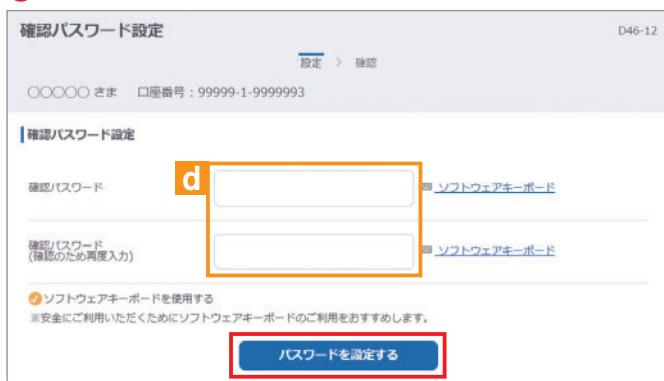 確認パスワード設定
D46-12
設定 > 確認
○○○○○ さま 口座番号:99999-1-9999993
確認パスワード設定
確認パスワード
d
ソフトウェアキーボード
確認パスワード
(確認のため再度入力)
ソフトウェアキーボード
ソフトウェアキーボードを使用する
※安全にご利用いただくためにソフトウェアキーボードのご利用をおすすめします。
パスワードを設定する